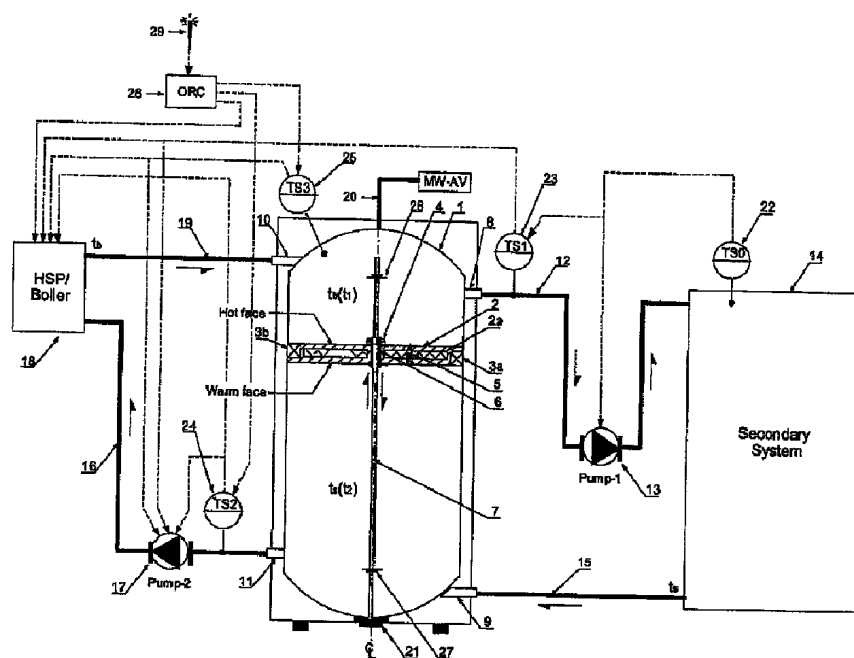 29
28
ORC
25
TS3
MW-AV
20
26
4
1
8
23
TS1
22
TS0
12
14
19
10
ts
HSP/
Boiler
18
th(t1)
Hot face
3b
2
2a
3a
Warm face
5
6
Secondary
System
Pump-1
13
16
24
TS2
ts(t2)
7
17
Pump-2
11
15
ts
9
21
27